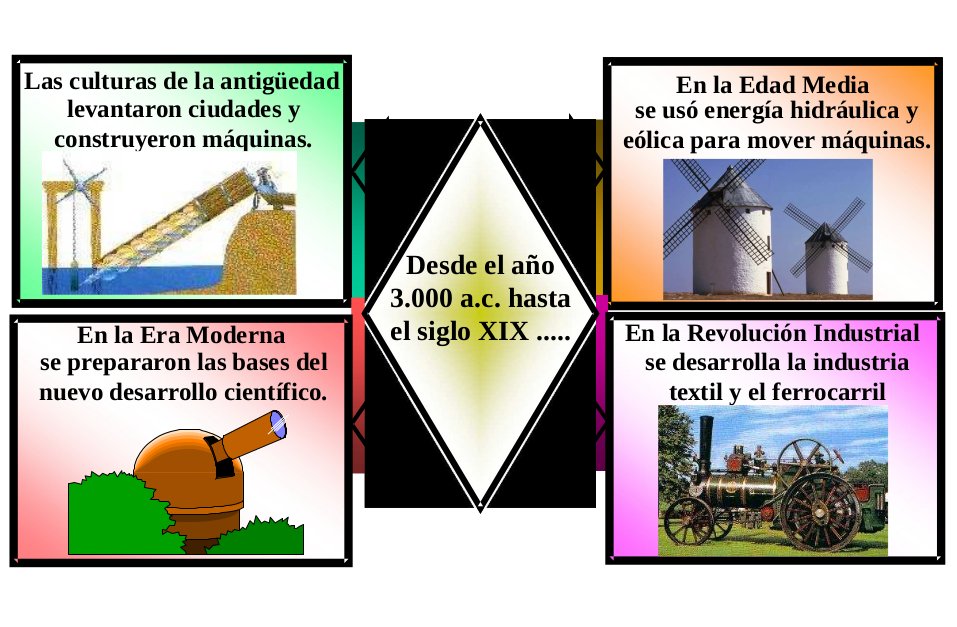 Las culturas de la antigüedad
levantaron ciudades y
construyeron máquinas.
En la Edad Media
se usó energía hidráulica y
eólica para mover máquinas.
Desde el año
3.000 a.c. hasta
el siglo XIX .....
En la Era Moderna
se prepararon las bases del
nuevo desarrollo científico.
En la Revolución Industrial
se desarrolla la industria
textil y el ferrocarril